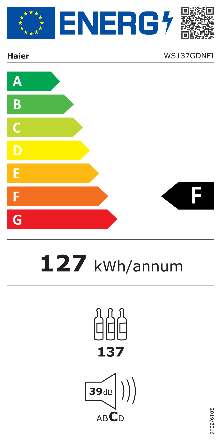 ENERG
Haier
WS137GDNFI
A
B
C
D
E
F
F
G
127 kWh/annum
137
39dB
ABCD